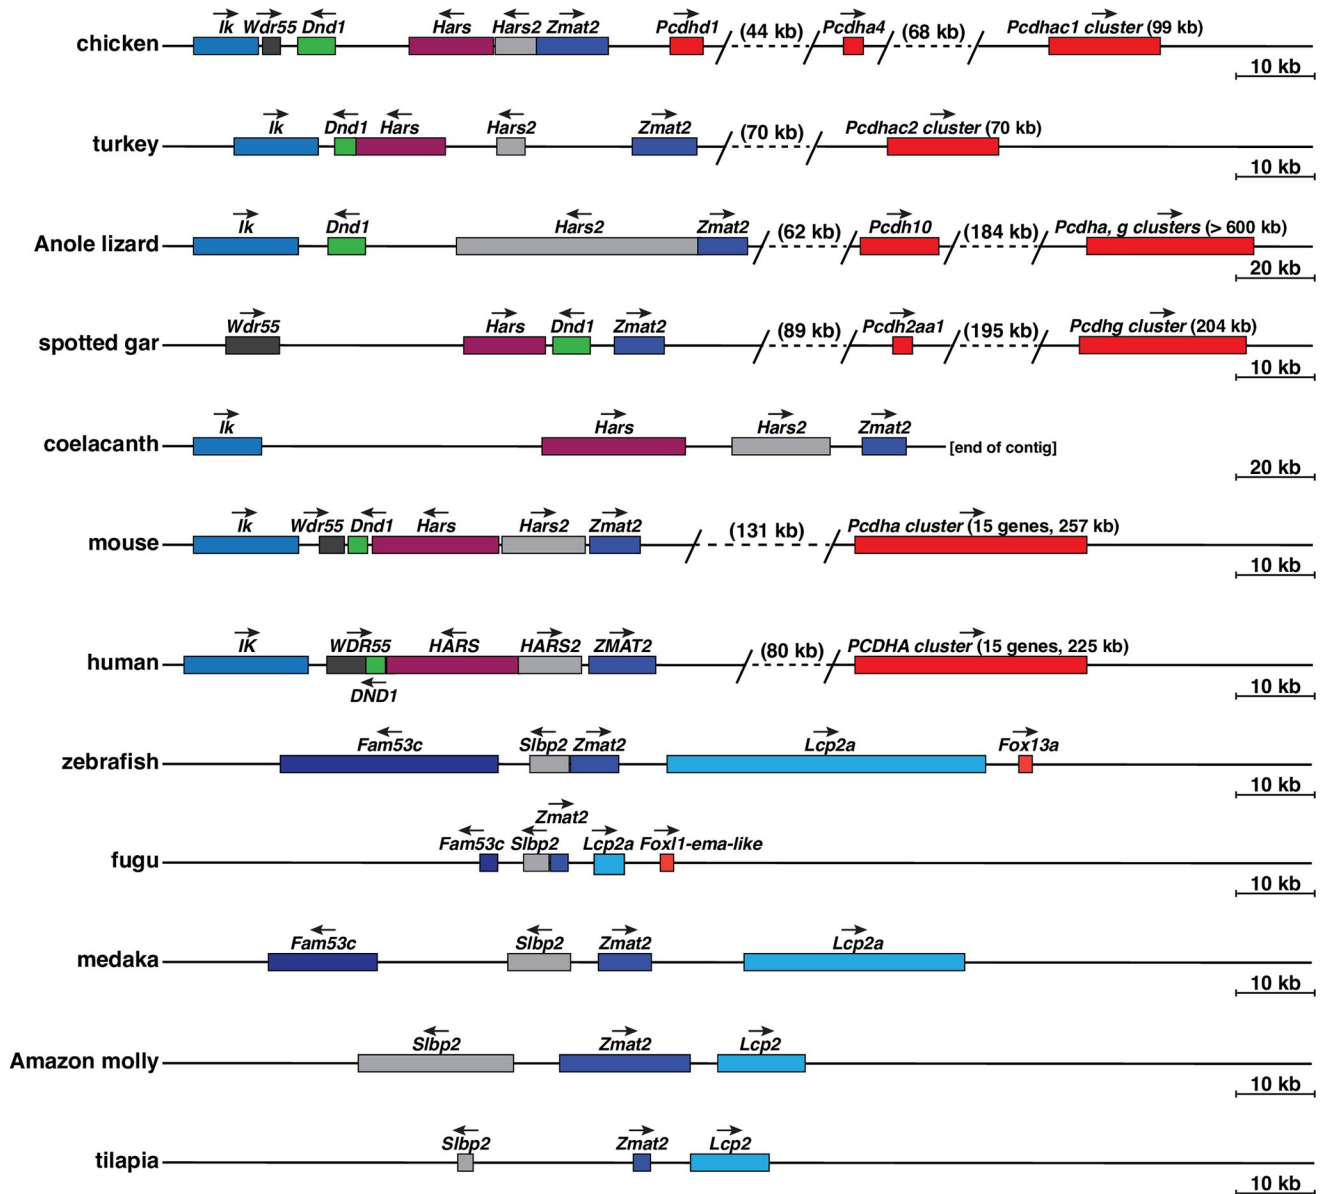 Ik Wdr55 Dnd1 Hars Hars2 Zmat2 Pcdhd1 Pcdha4 Pcdhac1 cluster (99 kb)
chicken (44 kb) (68 kb)
10 kb
Ik Dnd1 Hars Hars2 Zmat2 Pcdhac2 cluster (70 kb)
turkey (70 kb)
10 kb
Ik Dnd1 Hars2 Zmat2 Pcdh10 Pcdha, g clusters (> 600 kb)
Anole lizard (62 kb) (184 kb)
20 kb
Wdr55 Hars Dnd1 Zmat2 Pcdh2aa1 Pcdhg cluster (204 kb)
spotted gar (89 kb) (195 kb)
10 kb
Ik Hars Hars2 Zmat2
coelacanth [end of contig]
20 kb
Ik Wdr55 Dnd1 Hars Hars2 Zmat2 Pcdha cluster (15 genes, 257 kb)
mouse (131 kb)
10 kb
IK WDR55 HARS HARS2 ZMAT2 PCDHA cluster (15 genes, 225 kb)
human (80 kb)
DND1 10 kb
Fam53c Slbp2 Zmat2 Lcp2a Fox13a
zebrafish
10 kb
Zmat2
Fam53c Slbp2 Lcp2a Foxl1-ema-like
fugu
10 kb
Fam53c Slbp2 Zmat2 Lcp2a
medaka
10 kb
Slbp2 Zmat2 Lcp2
Amazon molly
10 kb
Slbp2 Zmat2 Lcp2
tilapia
10 kb